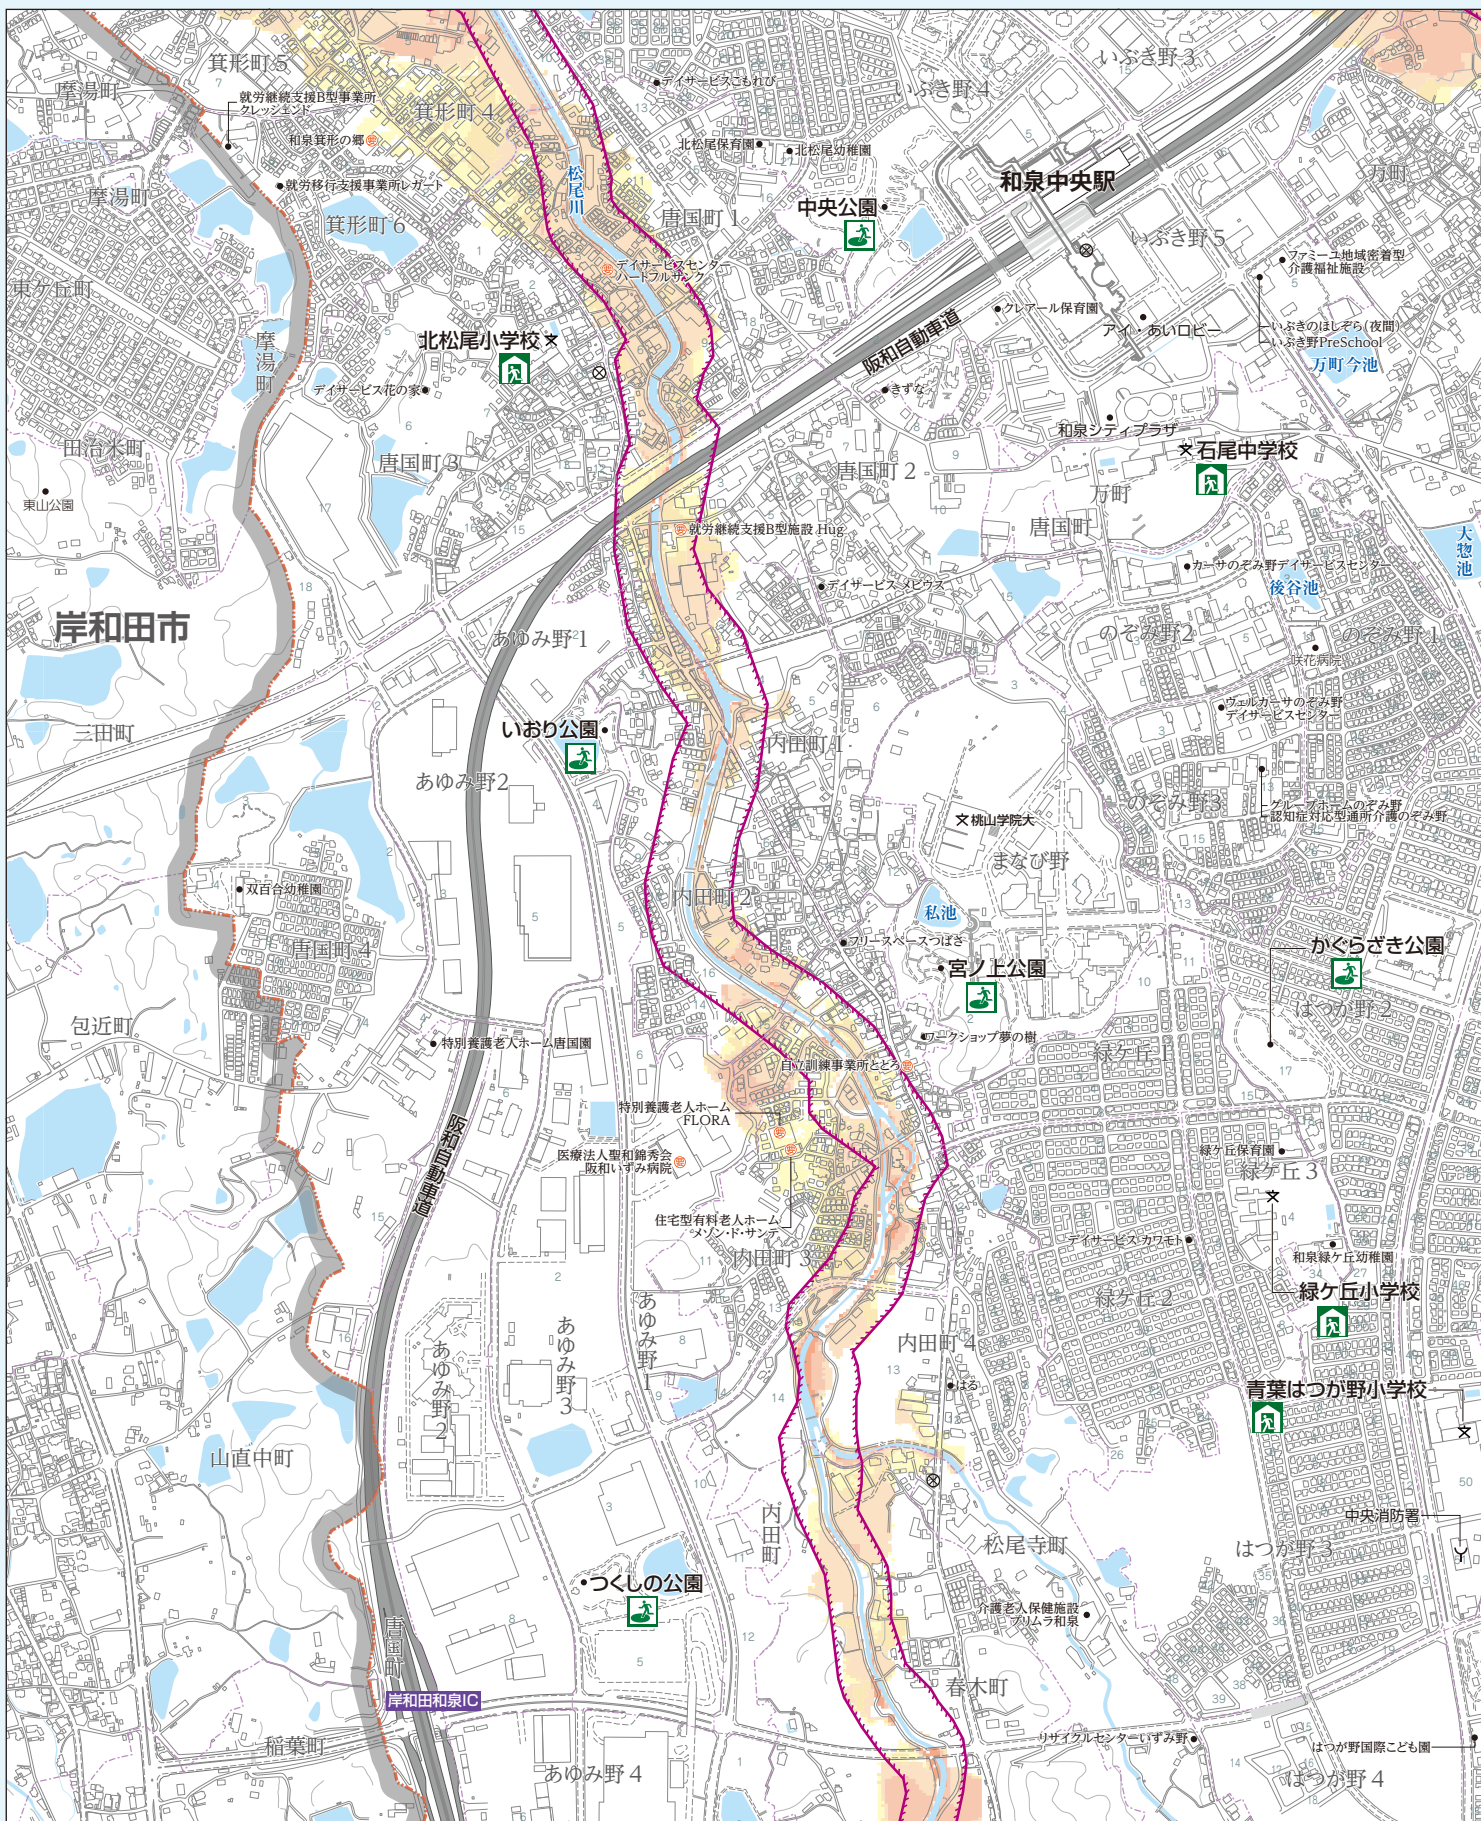 箕形町 5
いぶき野 3
摩湯町
就労継続支援B型事業所
クレッシェンド
デイサービスこもれび
いぶき野 4
箕形町 4
和泉箕形の郷
北松尾保育園
北松尾幼稚園
万町
就労移行支援事業所レガート
松尾川
和泉中央駅
摩湯町
箕形町 6
唐国町 1
中央公園
いぶき野 5
デイサービスセンター
ハートフルサンク
ファミーユ地域密着型
介護福祉施設
東ケ丘町
クレアール保育園
アイ・あいロビー
いぶきのほしぞら(夜間)
いぶき野PreSchool
北松尾小学校
摩湯町
阪和自動車道
万町今池
デイサービス花の家
きずな
和泉シティプラザ
田治米町
唐国町 3
唐国町 2
石尾中学校
東山公園
万町
唐国町
就労継続支援B型施設 Hug
大惣池
デイサービス メビウス
カーサのぞみ野デイサービスセンター
後谷池
岸和田市
あゆみ野 1
のぞみ野2
のぞみ野 1
咲花病院
ヴェルカーサのぞみ野
デイサービスセンター
三田町
いおり公園
内田町 1
あゆみ野2
のぞみ野3
グループホームのぞみ野
認知症対応型通所介護のぞみ野
桃山学院大
まなび野
双百合幼稚園
内田町 2
私池
唐国町 4
フリースペースつばさ
宮ノ上公園
かぐらざき公園
はつが野 2
包近町
特別養護老人ホーム唐国園
ワークショップ夢の樹
緑ケ丘 1
自立訓練事業所ととろ
特別養護老人ホーム
FLORA
阪和自動車道
医療法人聖和錦秀会
阪和いずみ病院
緑ケ丘保育園
緑ケ丘 3
住宅型有料老人ホーム
メゾン・ド・サンテ
内田町 3
デイサービス カワモト
和泉緑ケ丘幼稚園
緑ケ丘 2
緑ケ丘小学校
あゆみ野 1
あゆみ野 3
あゆみ野 2
内田町 4
はる
青葉はつが野小学校
山直中町
内田町
中央消防署
松尾寺町
はつが野 3
つくしの公園
介護老人保健施設
プリムラ和泉
唐国町
春木町
岸和田和泉IC
リサイクルセンターいずみ野
はつが野国際こども園
稲葉町
あゆみ野 4
はつが野 4